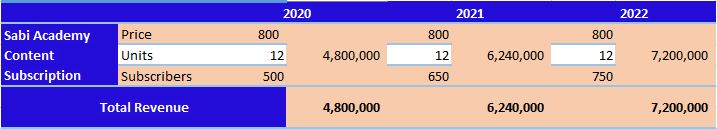 2020 2021 2022
Sabi Academy Price 800 800 800
Content Units 12 4,800,000 12 6,240,000 12 7,200,000
Subscription Subscribers 500 650 750
Total Revenue 4,800,000 6,240,000 7,200,000